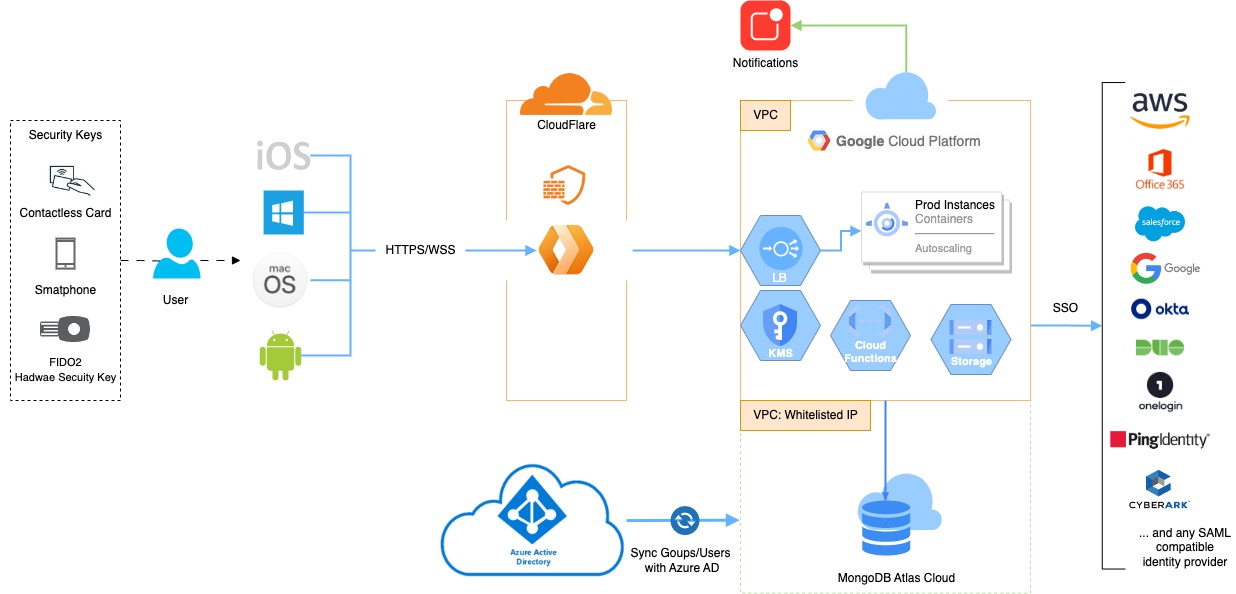 Notifications
CloudFlare
VPC
Google Cloud Platform
Security Keys
Contactless Card
Smatphone
FIDO2
Hadwae Secuity Key
User
iOS
mac
OS
HTTPS/WSS
LB
Prod Instances
Containers
Autoscaling
KMS
Cloud
Functions
Storage
VPC: Whitelisted IP
SSO
aws
Office 365
salesforce
Google
okta
DUO
1
onelogin
PingIdentity
CYBERARK
... and any SAML
compatible
identity provider
Azure Active
Directory
Sync Goups/Users
with Azure AD
MongoDB Atlas Cloud